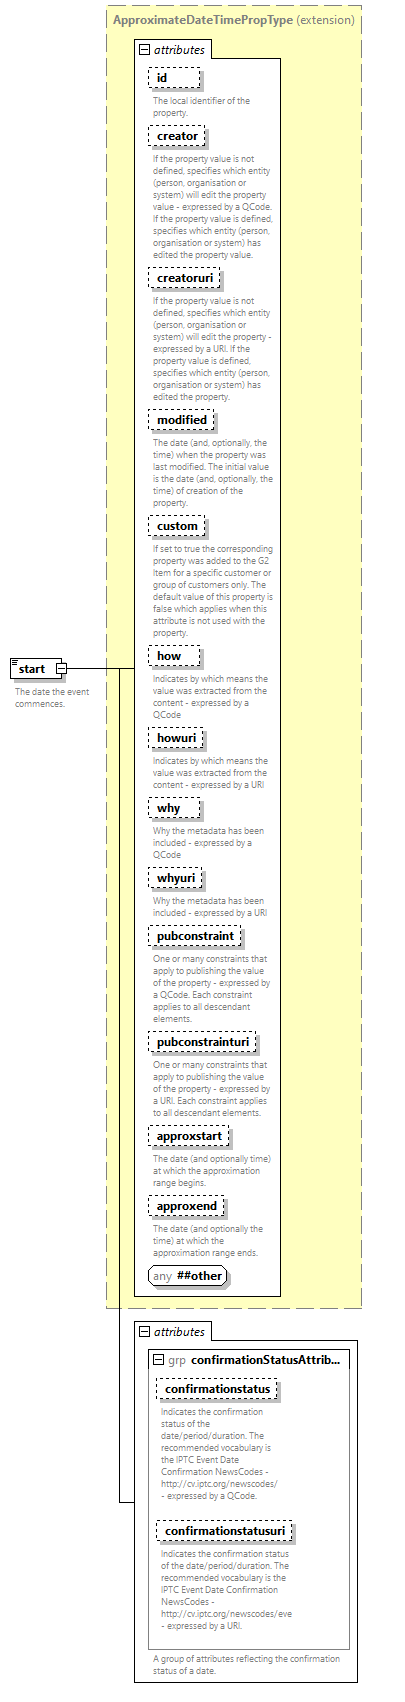 ApproximateDateTimePropType (extension)
attributes
id
The local identifier of the
property.
creator
If the property value is not
defined, specifies which entity
(person, organisation or
system) will edit the property
value - expressed by a QCode.
If the property value is defined,
specifies which entity (person,
organisation or system) has
edited the property value.
creatoruri
If the property value is not
defined, specifies which entity
(person, organisation or
system) will edit the property -
expressed by a URI. If the
property value is defined,
specifies which entity (person,
organisation or system) has
edited the property.
modified
The date (and, optionally, the
time) when the property was
last modified. The initial value
is the date (and, optionally, the
time) of creation of the
property.
custom
If set to true the corresponding
property was added to the G2
Item for a specific customer or
group of customers only. The
default value of this property is
false which applies when this
attribute is not used with the
property.
start
The date the event
commences.
how
Indicates by which means the
value was extracted from the
content - expressed by a
QCode
howuri
Indicates by which means the
value was extracted from the
content - expressed by a URI
why
Why the metadata has been
included - expressed by a
QCode
whyuri
Why the metadata has been
included - expressed by a URI
pubconstraint
One or many constraints that
apply to publishing the value
of the property - expressed by
a QCode. Each constraint
applies to all descendant
elements.
pubconstrainturi
One or many constraints that
apply to publishing the value
of the property - expressed by
a URI. Each constraint applies
to all descendant elements.
approxstart
The date (and optionally time)
at which the approximation
range begins.
approxend
The date (and optionally the
time) at which the
approximation range ends.
any ##other
attributes
grp confirmationStatusAttrib...
confirmationstatus
Indicates the confirmation
status of the
date/period/duration. The
recommended vocabulary is
the IPTC Event Date
Confirmation NewsCodes -
http://cv.iptc.org/newscodes/
- expressed by a QCode.
confirmationstatusuri
Indicates the confirmation status
of the date/period/duration. The
recommended vocabulary is the
IPTC Event Date Confirmation
NewsCodes -
http://cv.iptc.org/newscodes/eve
- expressed by a URI.
A group of attributes reflecting the confirmation
status of a date.